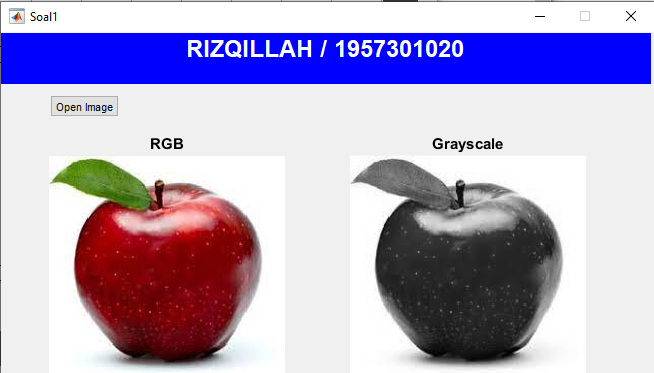 Soal1
RIZQILLAH / 1957301020
Open Image
RGB
Grayscale